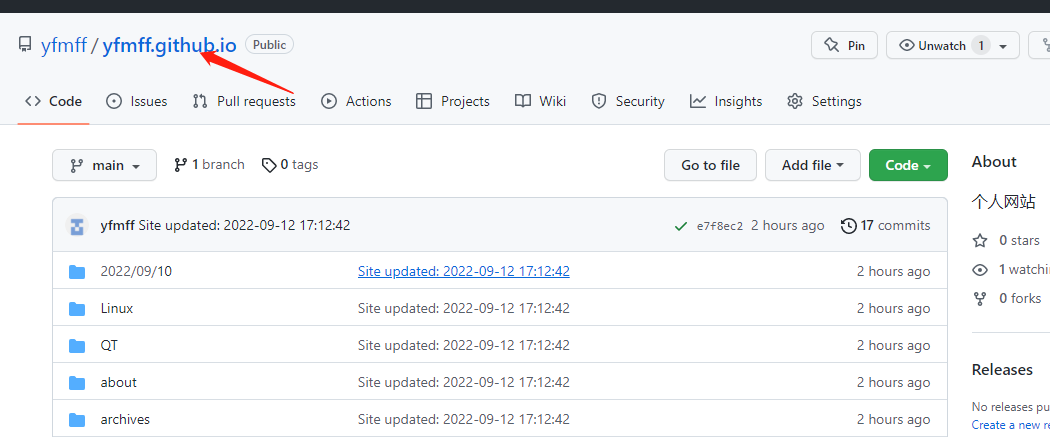 yfmff / yfmff.github.io Public
Pin
Unwatch 1
Code Issues Pull requests Actions Projects Wiki Security Insights Settings
main 1 branch 0 tags Go to file Add file Code
About
个人网站
yfmff Site updated: 2022-09-12 17:12:42 e7f8ec2 2 hours ago 17 commits
0 stars
2022/09/10 Site updated: 2022-09-12 17:12:42 2 hours ago
1 watchi
Linux Site updated: 2022-09-12 17:12:42 2 hours ago
0 forks
QT Site updated: 2022-09-12 17:12:42 2 hours ago
Releases
about Site updated: 2022-09-12 17:12:42 2 hours ago
No releases pu
archives Site updated: 2022-09-12 17:12:42 2 hours ago
Create a new re